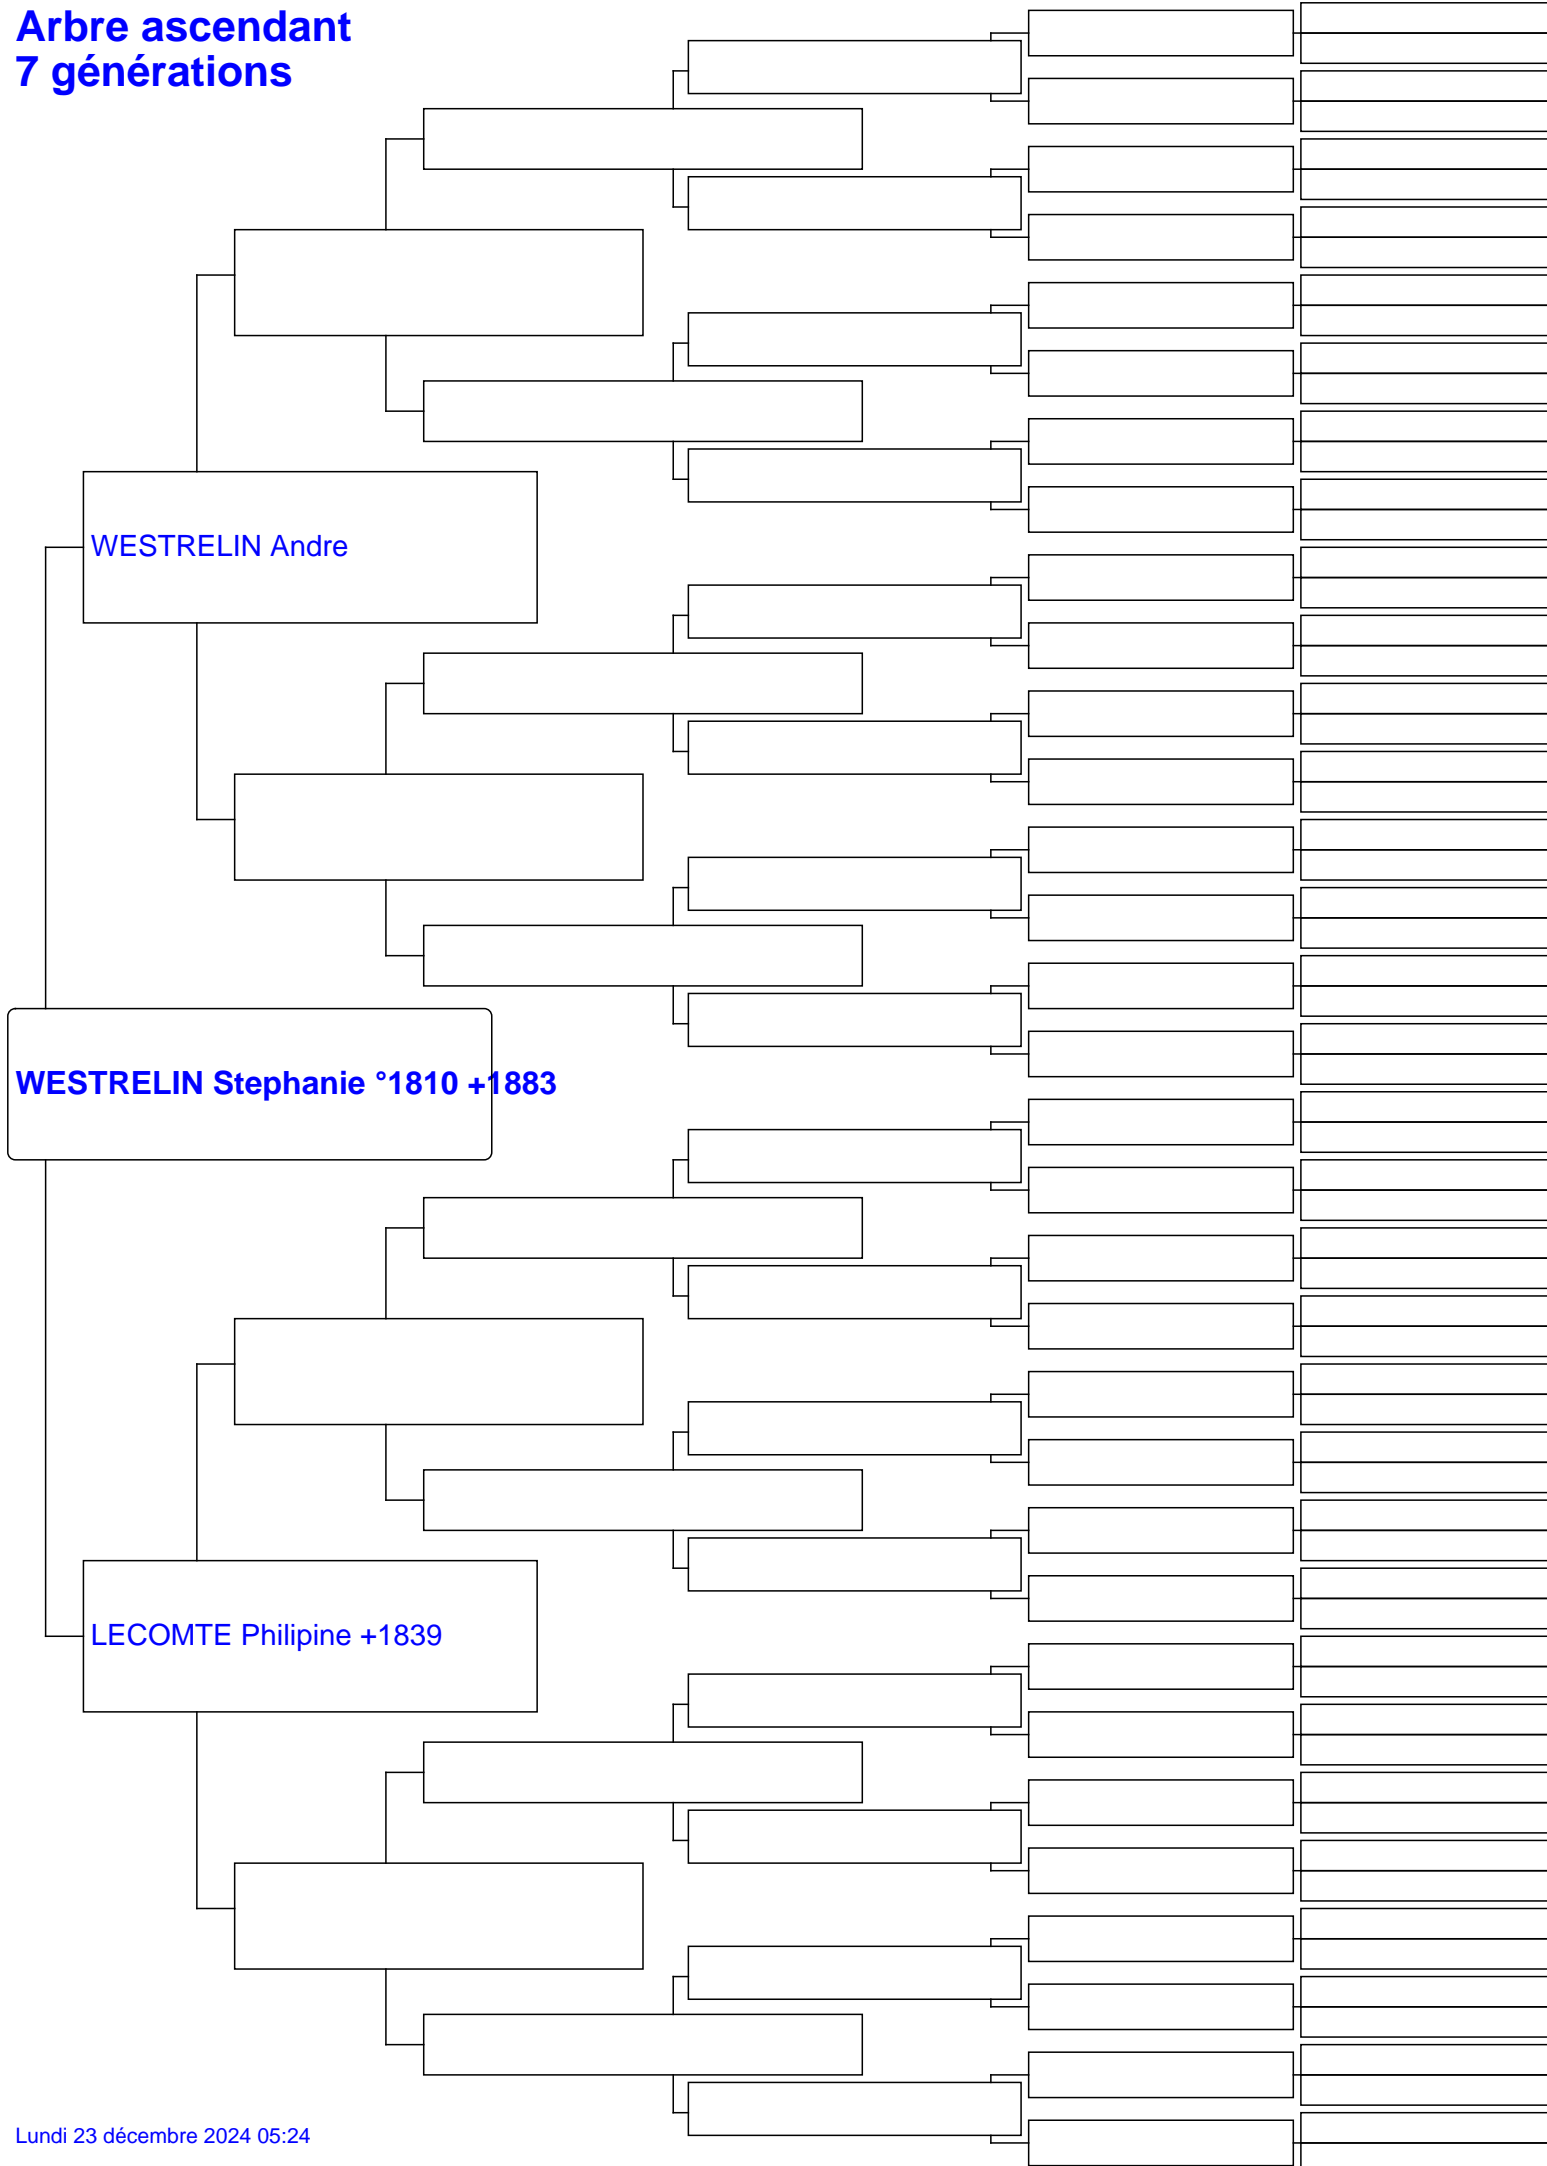 Arbre ascendant
7 générations
WESTRELIN Andre
WESTRELIN Stephanie °1810 +1883
LECOMTE Philipine +1839
Lundi 23 décembre 2024 05:24